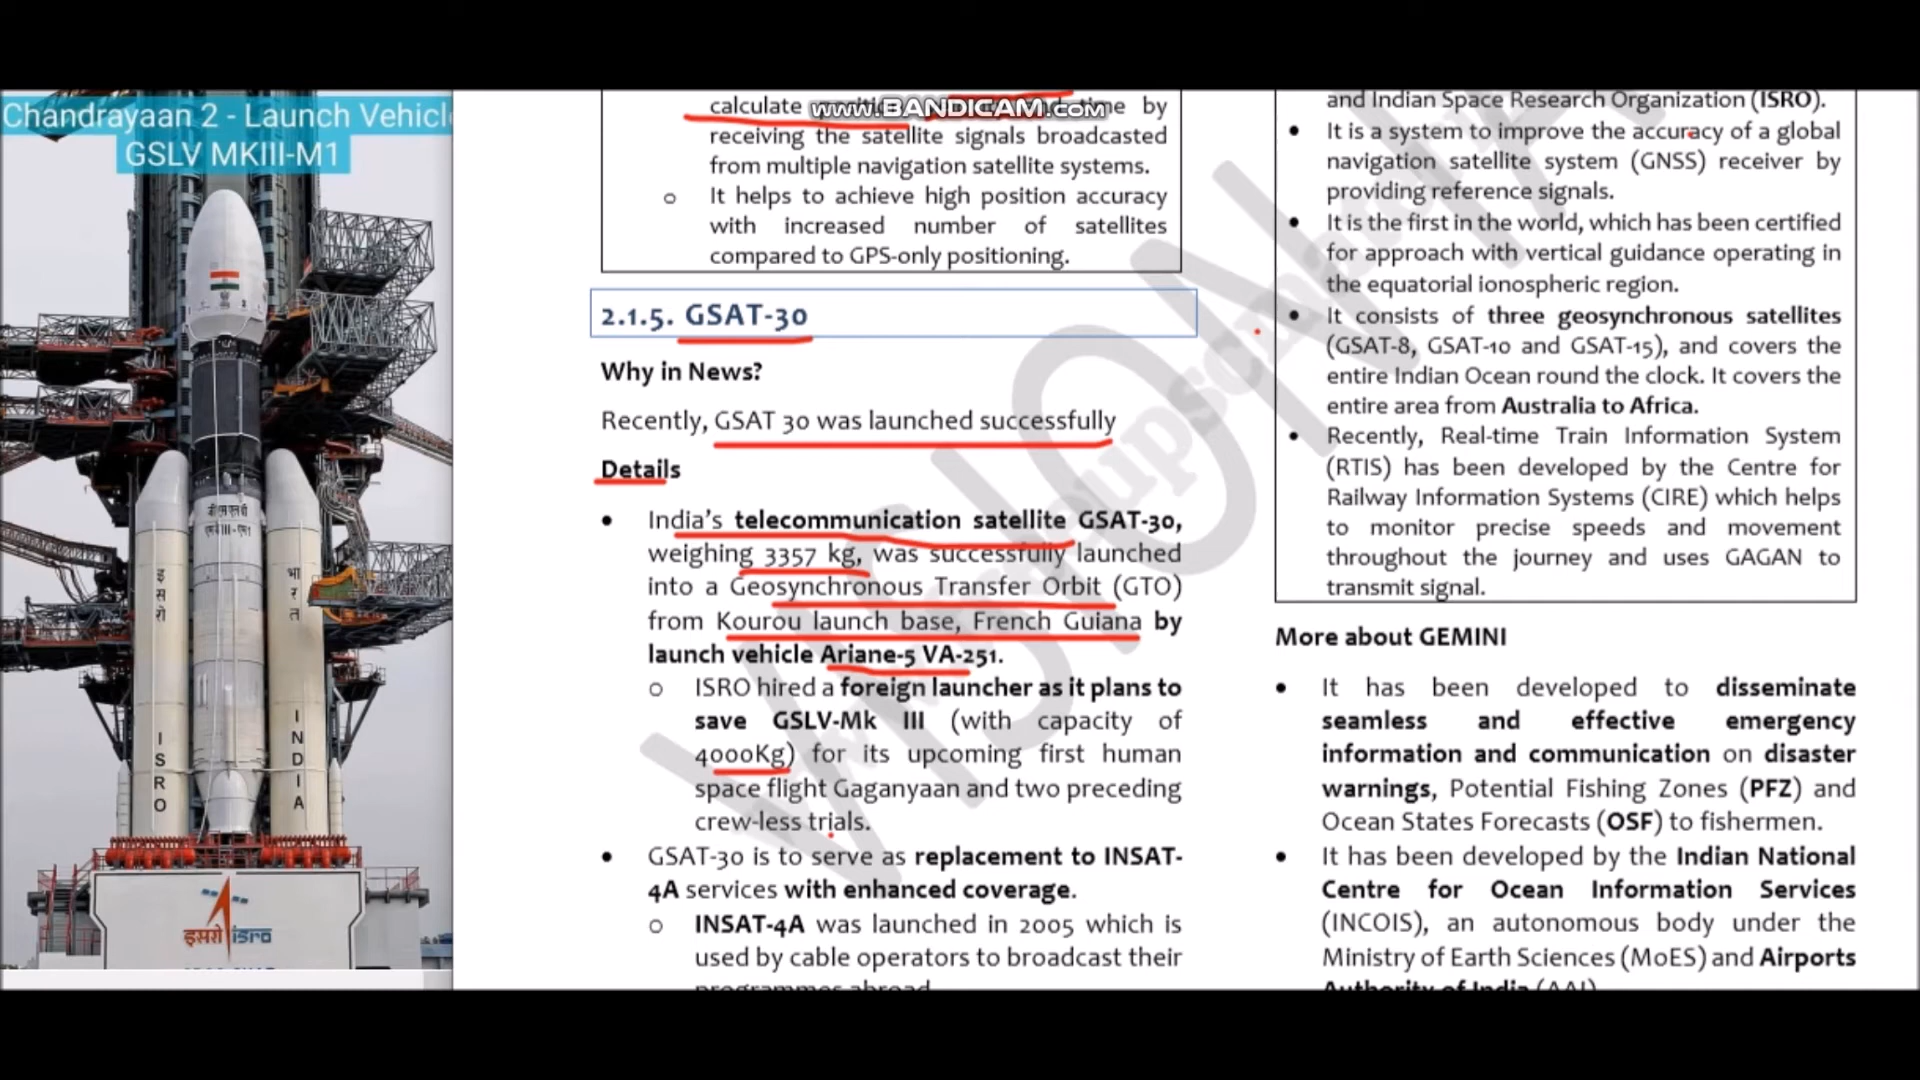 www.BANDICAM.com
Chandrayaan 2 - Launch Vehicl
GSLV MKIII-M1
गीएसएलवी
एमके III-एम1
इसरो
भारत
ISRO
INDIA
इसरो isro
calculate time by
receiving the satellite signals broadcasted
from multiple navigation satellite systems.
o It helps to achieve high position accuracy
with increased number of satellites
compared to GPS-only positioning.
2.1.5. GSAT-30
Why in News?
Recently, GSAT 30 was launched successfully
Details
• India's telecommunication satellite GSAT-30,
weighing 3357 kg, was successfully launched
into a Geosynchronous Transfer Orbit (GTO)
from Kourou launch base, French Guiana by
launch vehicle Ariane-5 VA-251.
o ISRO hired a foreign launcher as it plans to
save GSLV-Mk III (with capacity of
4000Kg) for its upcoming first human
space flight Gaganyaan and two preceding
crew-less trials.
• GSAT-30 is to serve as replacement to INSAT-
4A services with enhanced coverage.
o INSAT-4A was launched in 2005 which is
used by cable operators to broadcast their
programmes abroad
and Indian Space Research Organization (ISRO).
• It is a system to improve the accuracy of a global
navigation satellite system (GNSS) receiver by
providing reference signals.
• It is the first in the world, which has been certified
for approach with vertical guidance operating in
the equatorial ionospheric region.
• It consists of three geosynchronous satellites
(GSAT-8, GSAT-10 and GSAT-15), and covers the
entire Indian Ocean round the clock. It covers the
entire area from Australia to Africa.
• Recently, Real-time Train Information System
(RTIS) has been developed by the Centre for
Railway Information Systems (CIRE) which helps
to monitor precise speeds and movement
throughout the journey and uses GAGAN to
transmit signal.
More about GEMINI
• It has been developed to disseminate
seamless and effective emergency
information and communication on disaster
warnings, Potential Fishing Zones (PFZ) and
Ocean States Forecasts (OSF) to fishermen.
• It has been developed by the Indian National
Centre for Ocean Information Services
(INCOIS), an autonomous body under the
Ministry of Earth Sciences (MoES) and Airports
Authority of India (AAI)